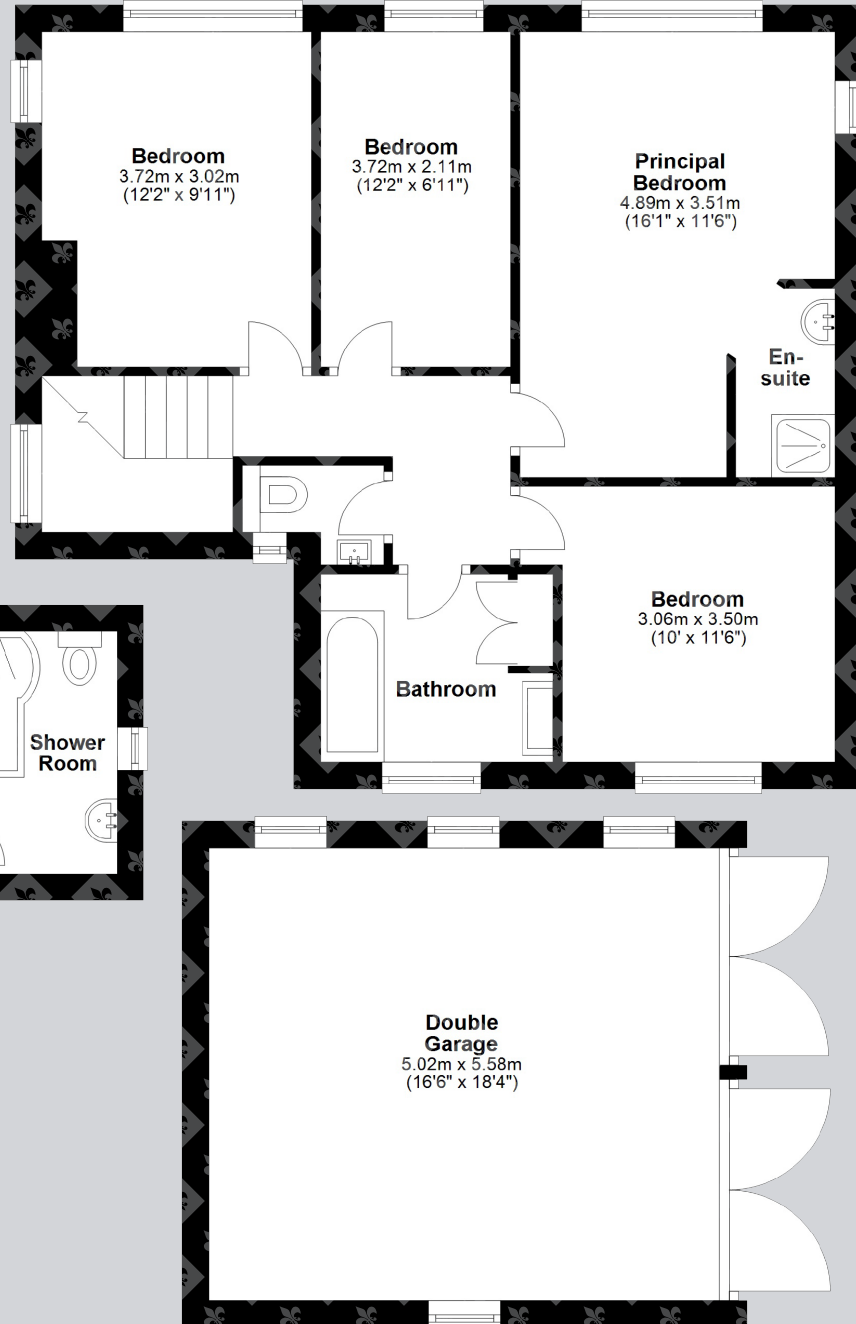 Bedroom
3.72m x 3.02m
(12'2" x 9'11")
Bedroom
3.72m x 2.11m
(12'2" x 6'11")
Principal
Bedroom
4.89m x 3.51m
(16'1" x 11'6")
En-
suite
Bedroom
3.06m x 3.50m
(10' x 11'6")
Bathroom
Shower
Room
Double
Garage
5.02m x 5.58m
(16'6" x 18'4")